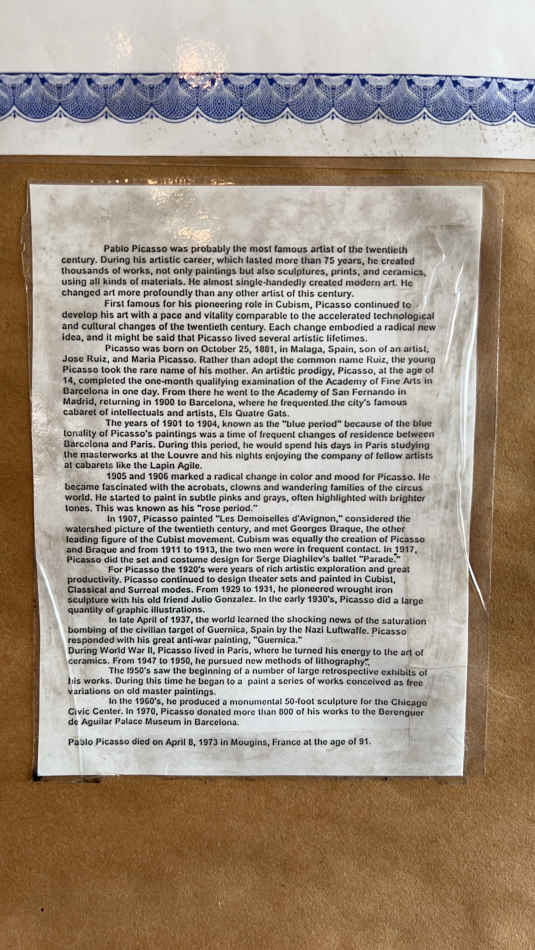 Pablo Picasso was probably the most famous artist of the twentieth
century. During his artistic career, which lasted more than 75 years, he created
thousands of works, not only paintings but also sculptures, prints, and ceramics,
using all kinds of materials. He almost single-handedly created modern art. He
changed art more profoundly than any other artist of this century.
First famous for his pioneering role in Cubism, Picasso continued to
develop his art with a pace and vitality comparable to the accelerated technological
and cultural changes of the twentieth century. Each change embodied a radical new
idea, and it might be said that Picasso lived several artistic lifetimes.
Picasso was born on October 25, 1881, in Malaga, Spain, son of an artist,
Jose Ruiz, and Maria Picasso. Rather than adopt the common name Ruiz, the young
Picasso took the rare name of his mother. An artistic prodigy, Picasso, at the age of
14, completed the one-month qualifying examination of the Academy of Fine Arts in
Barcelona in one day. From there he went to the Academy of San Fernando in
Madrid, returning in 1900 to Barcelona, where he frequented the city's famous
cabaret of intellectuals and artists, Els Quatre Gats.
The years of 1901 to 1904, known as the "blue period" because of the blue
tonality of Picasso's paintings was a time of frequent changes of residence between
Barcelona and Paris. During this period, he would spend his days in Paris studying
the masterworks at the Louvre and his nights enjoying the company of fellow artists
at cabarets like the Lapin Agile.
1905 and 1906 marked a radical change in color and mood for Picasso. He
became fascinated with the acrobats, clowns and wandering families of the circus
world. He started to paint in subtle pinks and grays, often highlighted with brighter
tones. This was known as his "rose period."
In 1907, Picasso painted "Les Demoiselles d'Avignon," considered the
watershed picture of the twentieth century, and met Georges Braque, the other
leading figure of the Cubist movement. Cubism was equally the creation of Picasso
and Braque and from 1911 to 1913, the two men were in frequent contact. In 1917,
Picasso did the set and costume design for Serge Diaghilev's ballet "Parade."
For Picasso the 1920's were years of rich artistic exploration and great
productivity. Picasso continued to design theater sets and painted in Cubist,
Classical and Surreal modes. From 1929 to 1931, he pioneered wrought iron
sculpture with his old friend Julio Gonzalez. In the early 1930's, Picasso did a large
quantity of graphic illustrations.
In late April of 1937, the world learned the shocking news of the saturation
bombing of the civilian target of Guernica, Spain by the Nazi Luftwaffe. Picasso
responded with his great anti-war painting, "Guernica."
During World War II, Picasso lived in Paris, where he turned his energy to the art of
ceramics. From 1947 to 1950, he pursued new methods of lithography".
The I950's saw the beginning of a number of large retrospective exhibits of
his works. During this time he began to a paint a series of works conceived as free
variations on old master paintings.
In the 1960's, he produced a monumental 50-foot sculpture for the Chicago
Civic Center. In 1970, Picasso donated more than 800 of his works to the Berenguer
de Aguilar Palace Museum in Barcelona.
Pablo Picasso died on April 8, 1973 in Mougins, France at the age of 91.